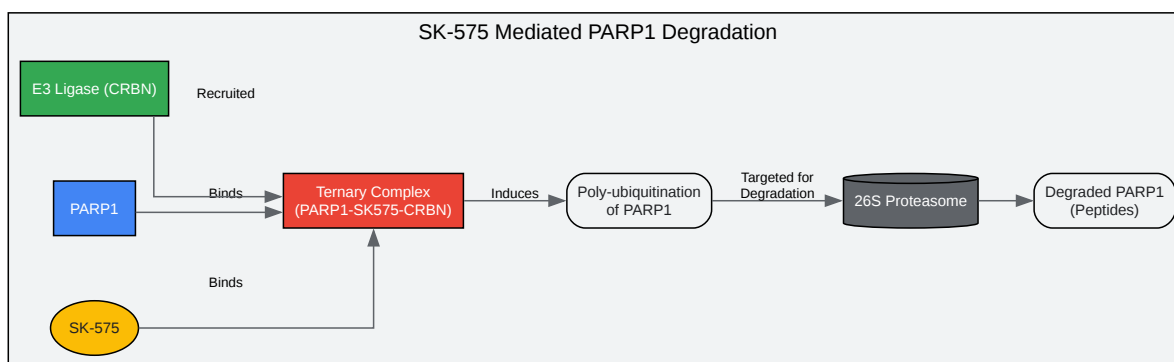 SK-575 Mediated PARP1 Degradation
E3 Ligase (CRBN)
Recruited
PARP1
Binds
Ternary Complex
(PARP1-SK575-CRBN)
Induces
Poly-ubiquitination
of PARP1
Targeted for
Degradation
26S Proteasome
Degraded PARP1
(Peptides)
Binds
SK-575